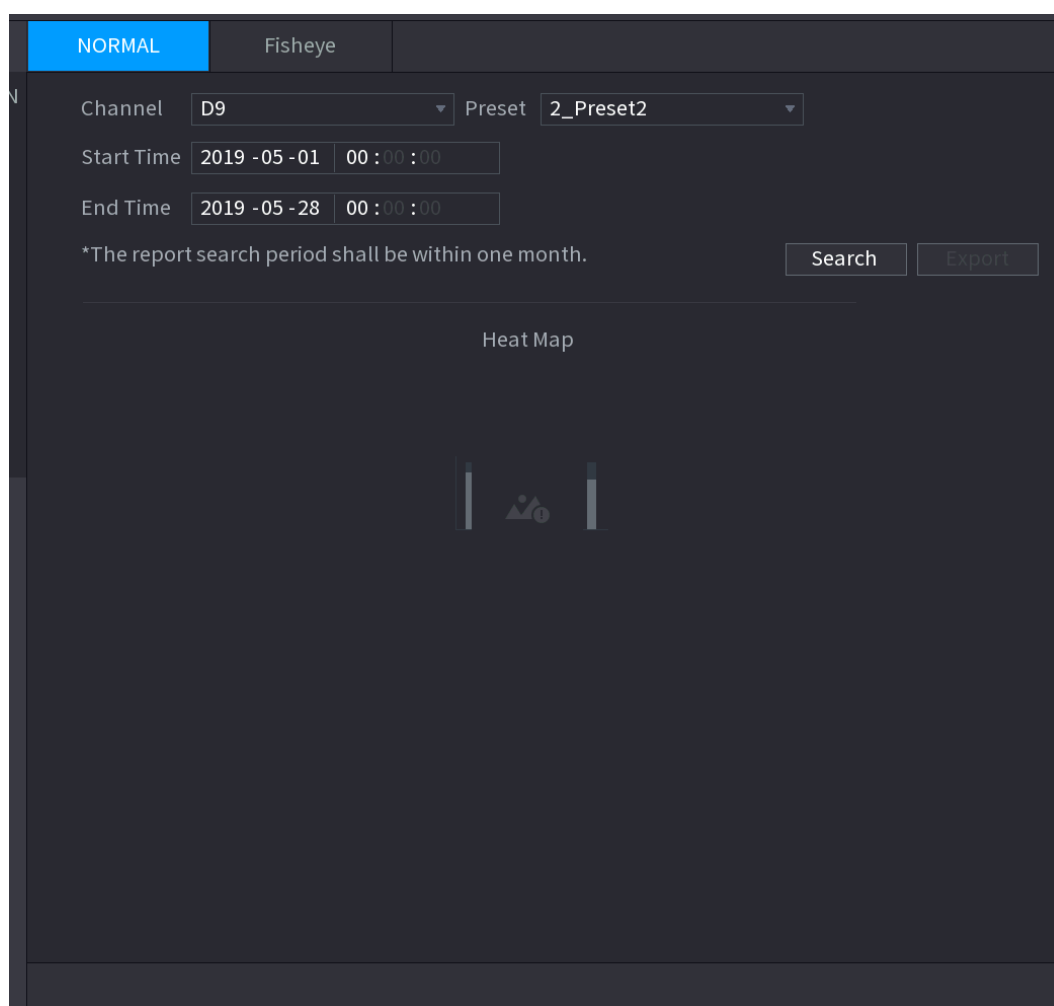 NORMAL Fisheye
N
Channel D9 Preset 2_Preset2
Start Time 2019 -05 -01 00 :00 :00
End Time 2019 -05 -28 00 :00 :00
*The report search period shall be within one month.
Search Export
Heat Map